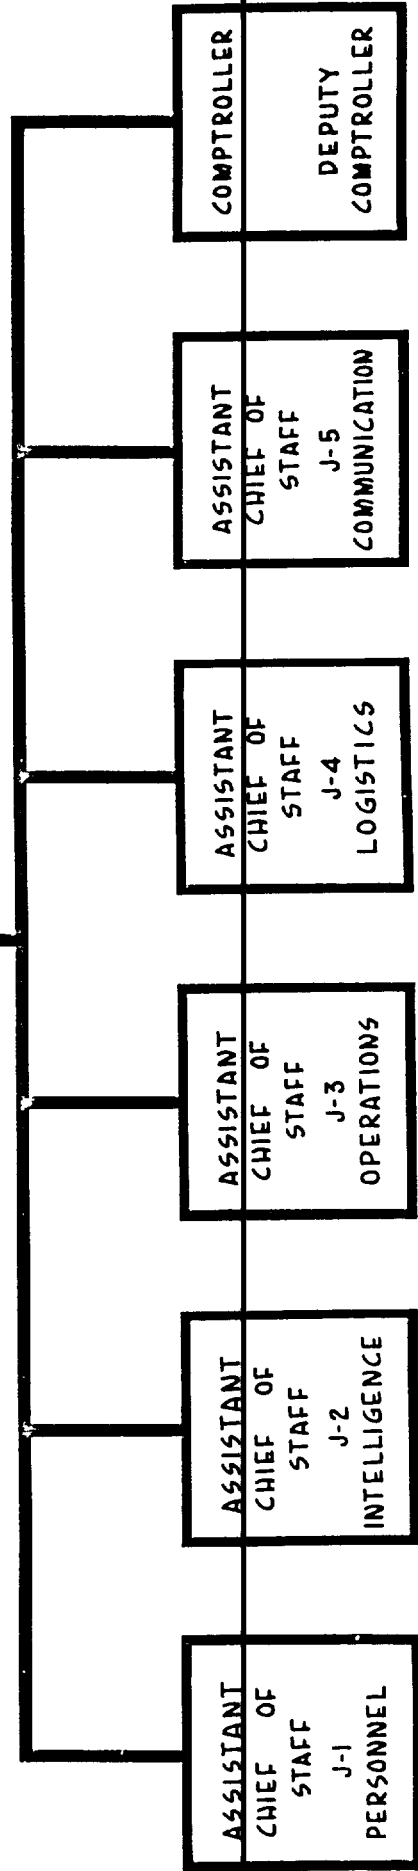 ASSISTANT
CHIEF OF
STAFF
J-1
PERSONNEL
ASSISTANT
CHIEF OF
STAFF
J-2
INTELLIGENCE
ASSISTANT
CHIEF OF
STAFF
J-3
OPERATIONS
ASSISTANT
CHIEF OF
STAFF
J-4
LOGISTICS
ASSISTANT
CHIEF OF
STAFF
J-5
COMMUNICATION
COMPTROLLER
DEPUTY
COMPTROLLER